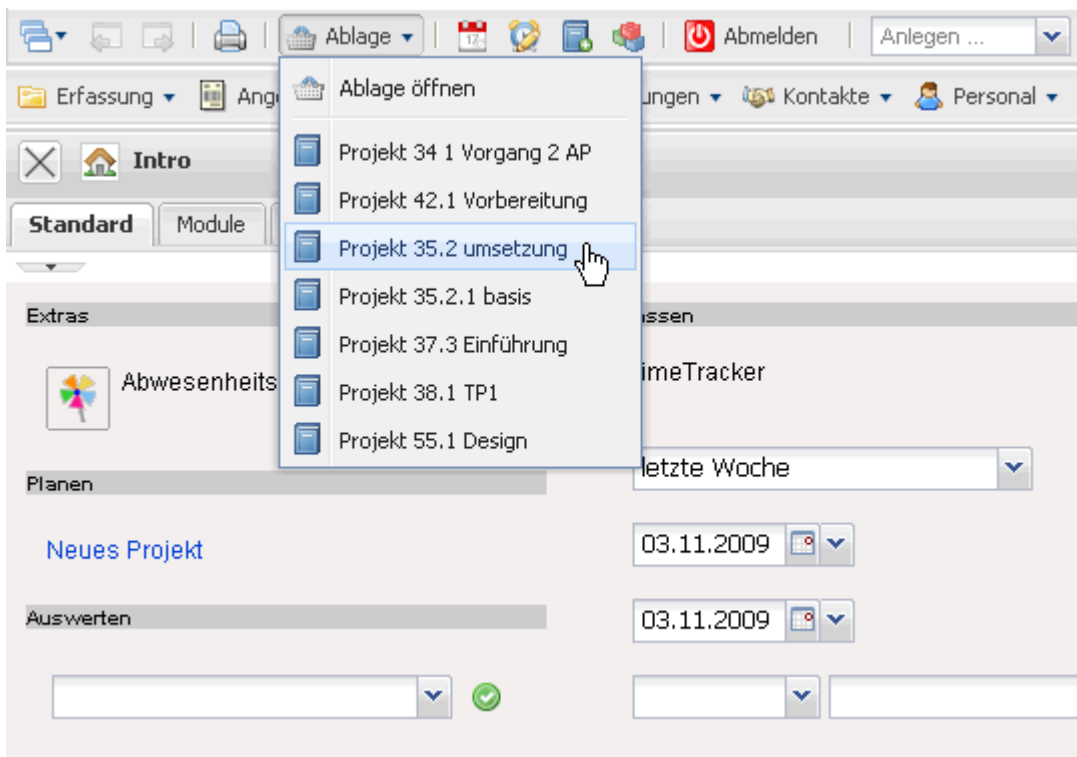 Ablage Abmelden Anlegen ...
Erfassung Ang ungen Kontakte Personal
Ablage öffnen
Projekt 34 1 Vorgang 2 AP
Projekt 42.1 Vorbereitung
Projekt 35.2 umsetzung
Projekt 35.2.1 basis
Projekt 37.3 Einführung
Projekt 38.1 TP1
Projekt 55.1 Design
Intro
Standard Module
Extras
Abwesenheits
Planen
Neues Projekt
Auswerten
ssen
imeTracker
letzte Woche
03.11.2009
03.11.2009